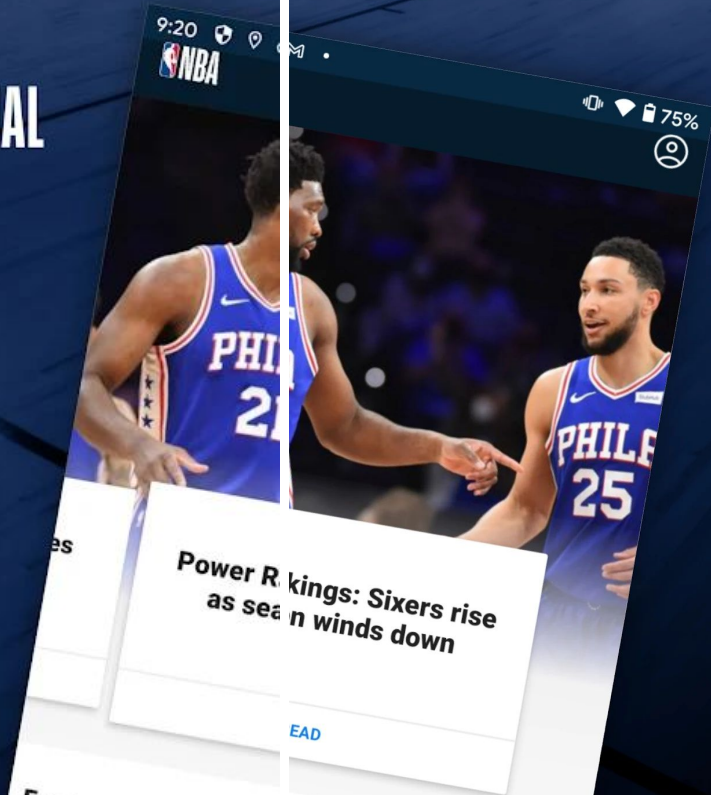 9:20
75%
NBA
AL
PHI
21
PHILA
25
es
Power R kings: Sixers rise
as sea n winds down
EAD